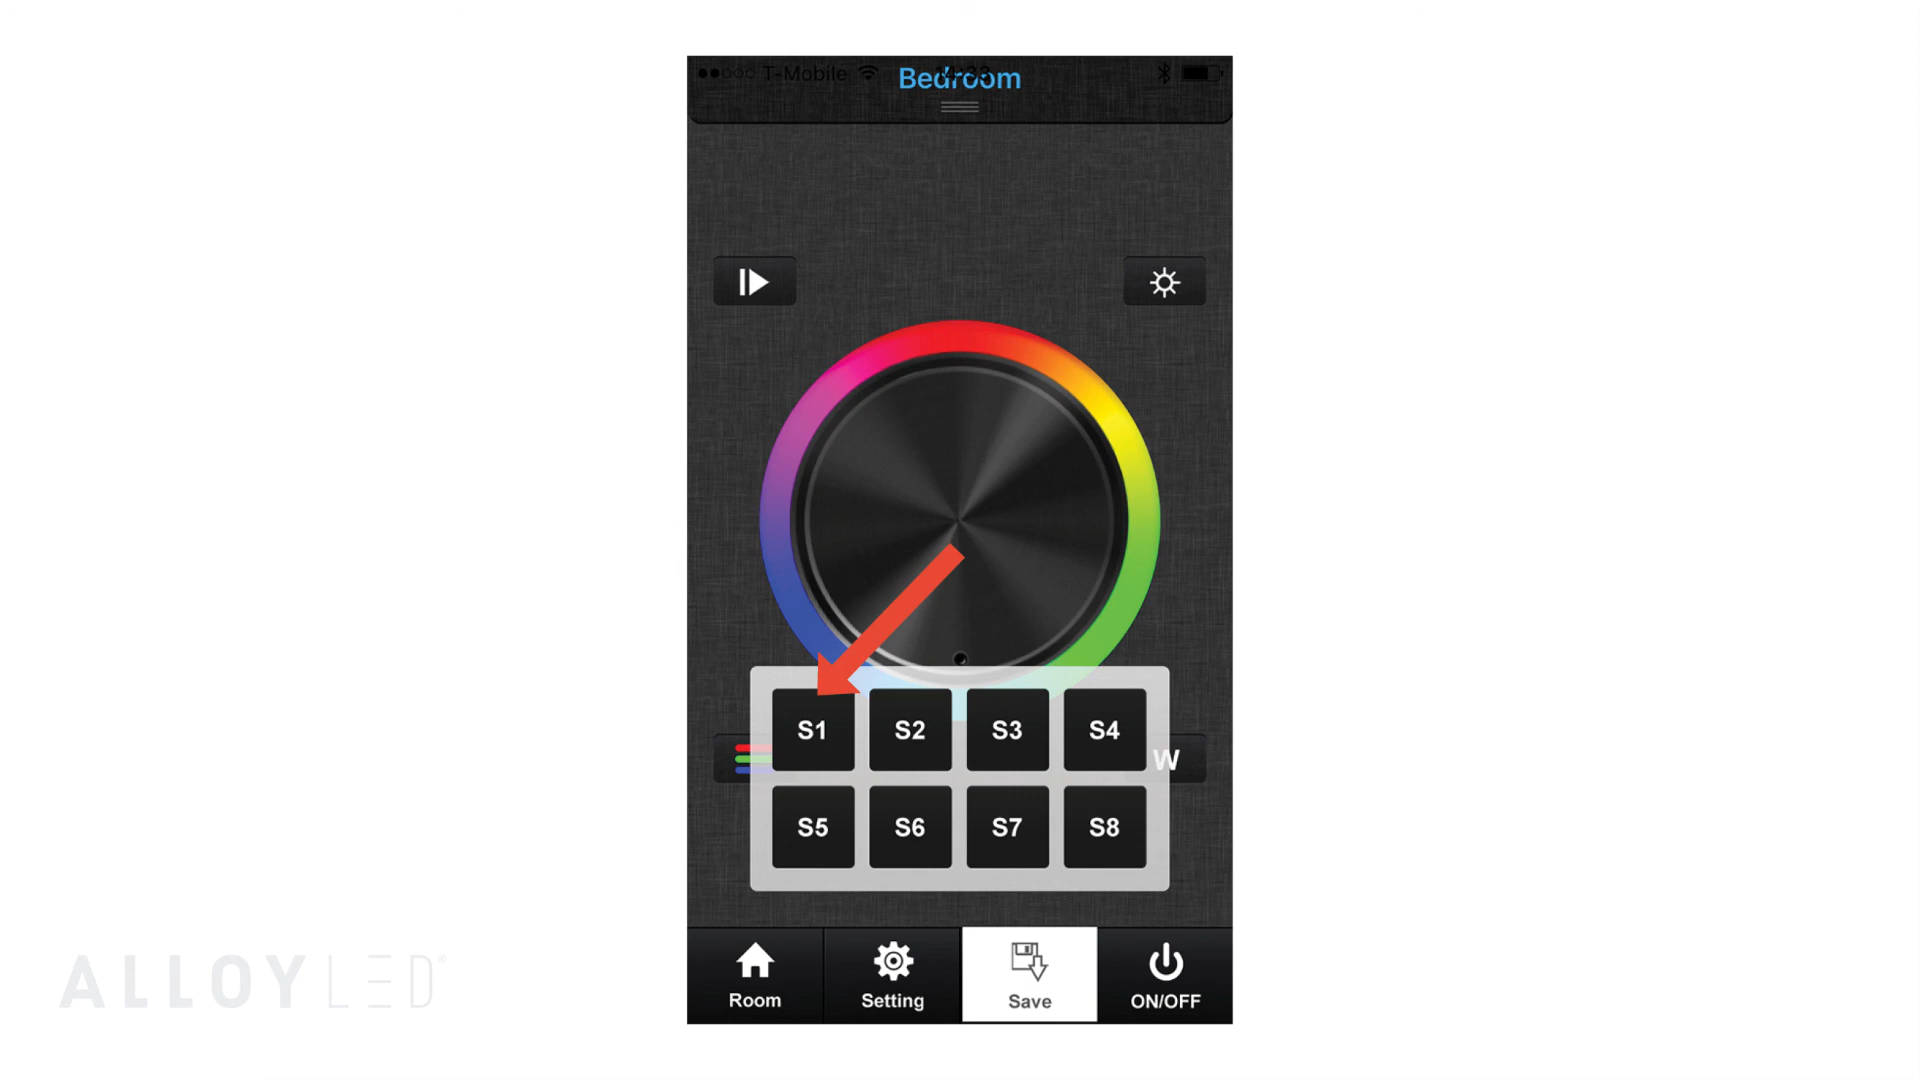 T-Mobile
Bedroom
S1 S2 S3 S4
W
S5 S6 S7 S8
Room Setting Save ON/OFF
ALLOYLED®